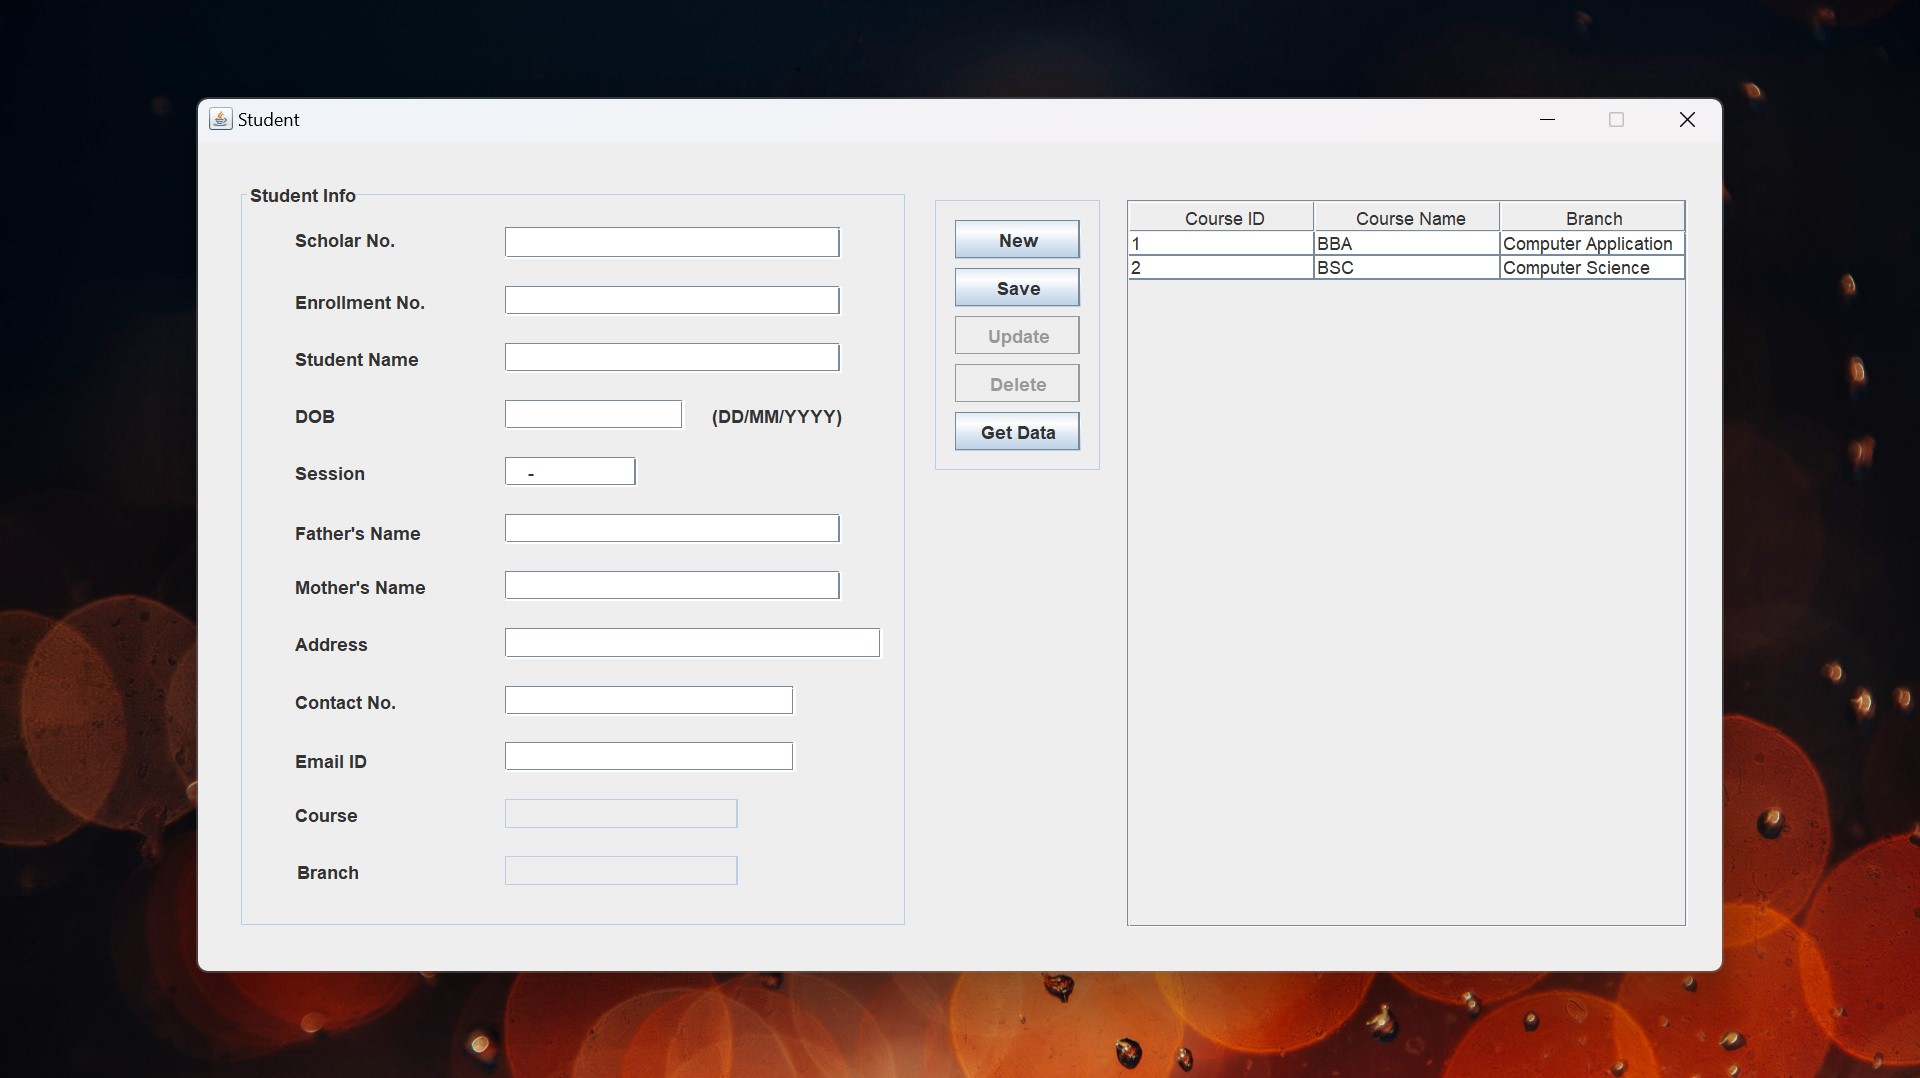 Student
Student Info
Scholar No.
Enrollment No.
Student Name
DOB
(DD/MM/YYYY)
Session
-
Father's Name
Mother's Name
Address
Contact No.
Email ID
Course
Branch
New
Save
Update
Delete
Get Data
Course ID Course Name Branch
1 BBA Computer Application
2 BSC Computer Science